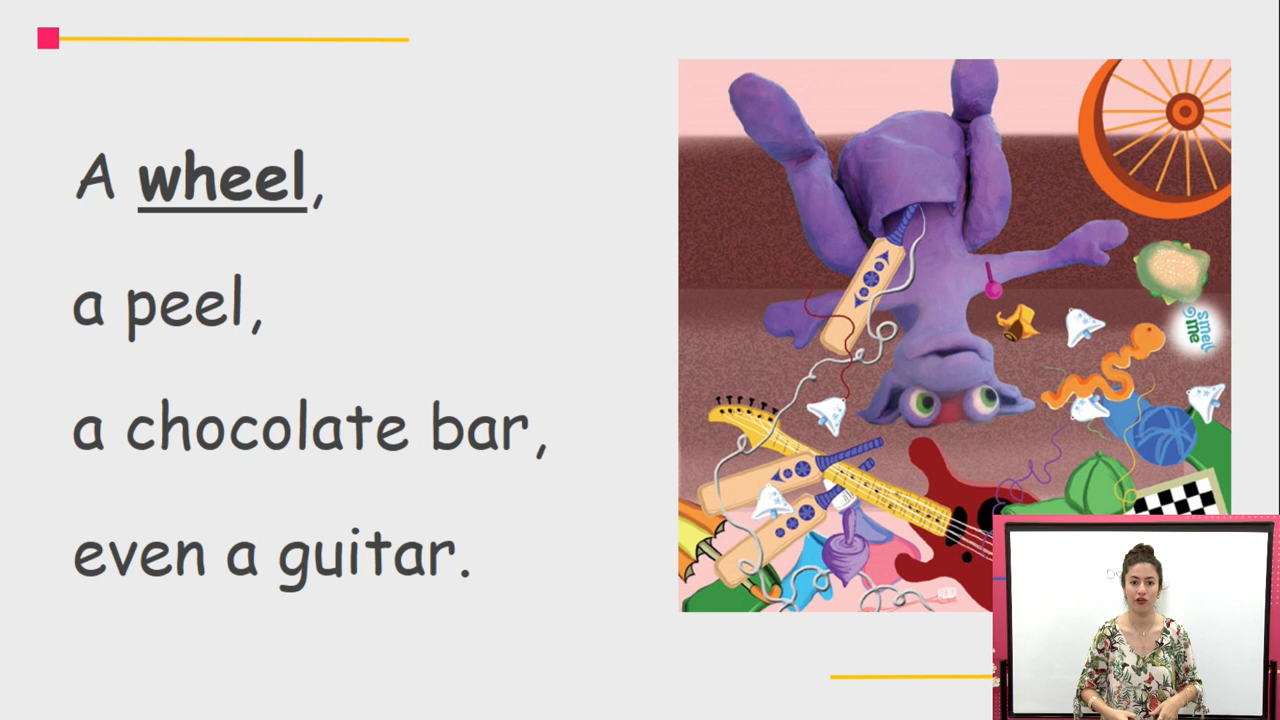 A wheel,
a peel,
a chocolate bar,
even a guitar.
smell
me